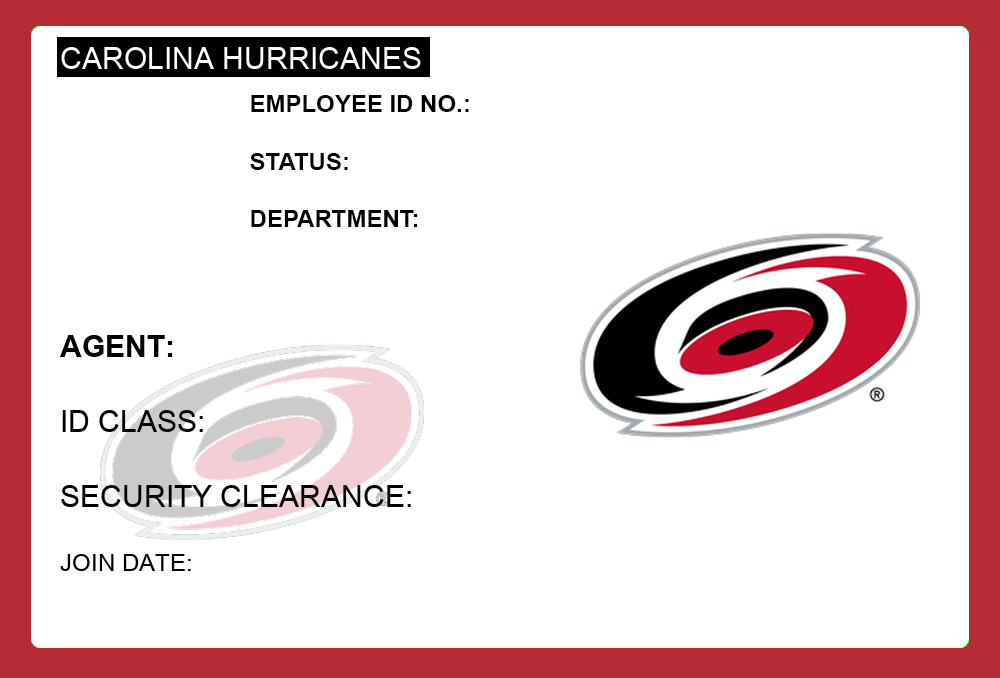 CAROLINA HURRICANES
EMPLOYEE ID NO.:
STATUS:
DEPARTMENT:
AGENT:
ID CLASS:
SECURITY CLEARANCE:
JOIN DATE:
®